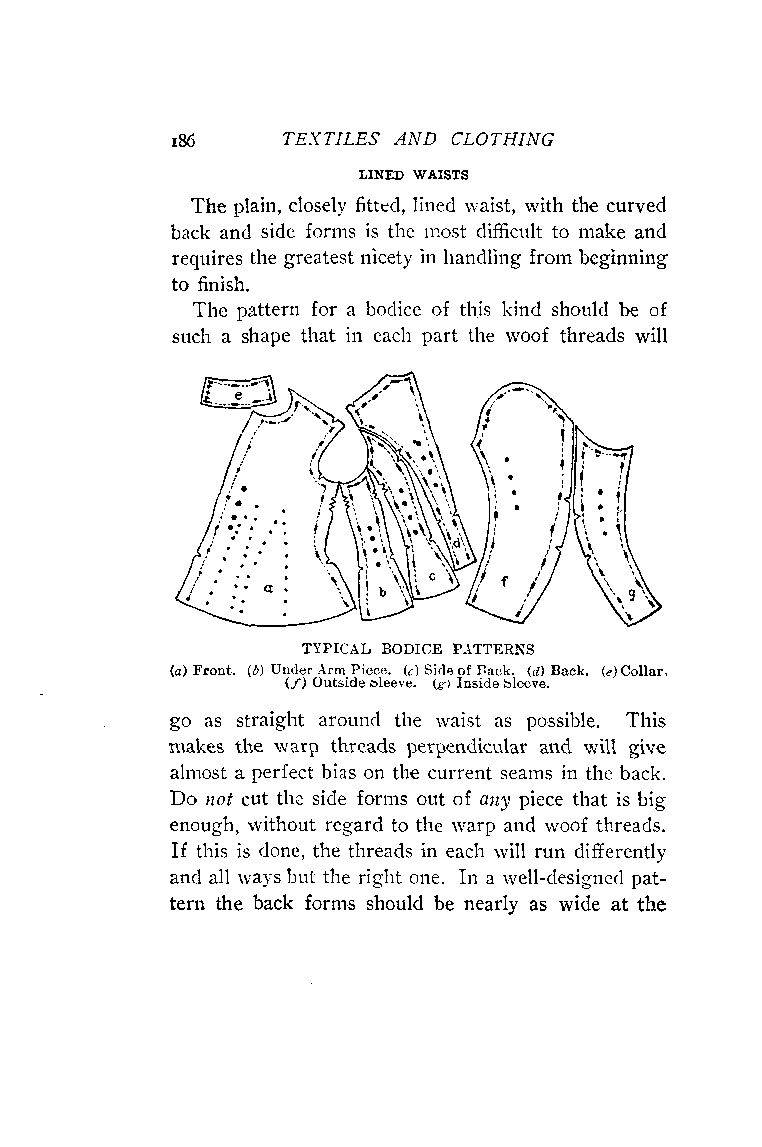 186 TEXTILES AND CLOTHING
LINED WAISTS
The plain, closely fitted, lined waist, with the curved
back and side forms is the most difficult to make and
requires the greatest nicety in handling from beginning
to finish.
The pattern for a bodice of this kind should be of
such a shape that in each part the woof threads will
e
a
b
c
d
f
g
TYPICAL BODICE PATTERNS
(a) Front. (b) Under Arm Piece. (c) Side of Back. (d) Back. (e) Collar.
(f) Outside Sleeve. (g) Inside Sleeve.
go as straight around the waist as possible. This
makes the warp threads perpendicular and will give
almost a perfect bias on the current seams in the back.
Do not cut the side forms out of any piece that is big
enough, without regard to the warp and woof threads.
If this is done, the threads in each will run differently
and all ways but the right one. In a well-designed pat-
tern the back forms should be nearly as wide at the